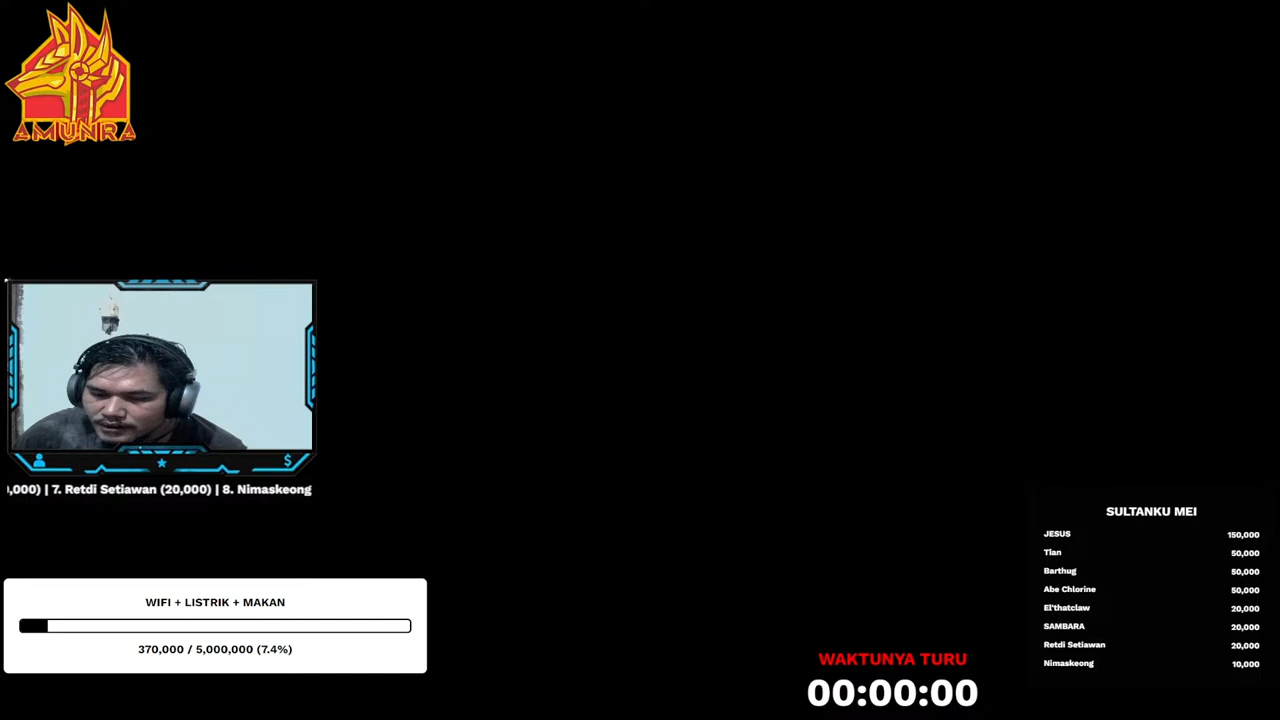 AMUNRA
,000) | 7. Retdi Setiawan (20,000) | 8. Nimaskeong
WIFI + LISTRIK + MAKAN
370,000 / 5,000,000 (7.4%)
WAKTUNYA TURU
00:00:00
SULTANKU MEI
JESUS 150,000
Tian 50,000
Barthug 50,000
Abe Chlorine 50,000
El'thatclaw 20,000
SAMBARA 20,000
Retdi Setiawan 20,000
Nimaskeong 10,000